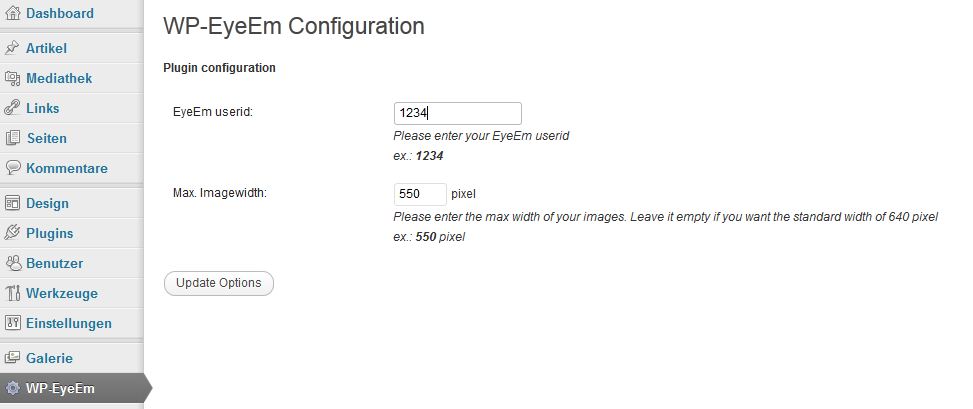 Dashboard
Artikel
Mediathek
Links
Seiten
Kommentare
Design
Plugins
Benutzer
Werkzeuge
Einstellungen
Galerie
WP-EyeEm
WP-EyeEm Configuration
Plugin configuration
EyeEm userid: 1234
Please enter your EyeEm userid
ex.: 1234
Max. Imagewidth: 550 pixel
Please enter the max width of your images. Leave it empty if you want the standard width of 640 pixel
ex.: 550 pixel
Update Options